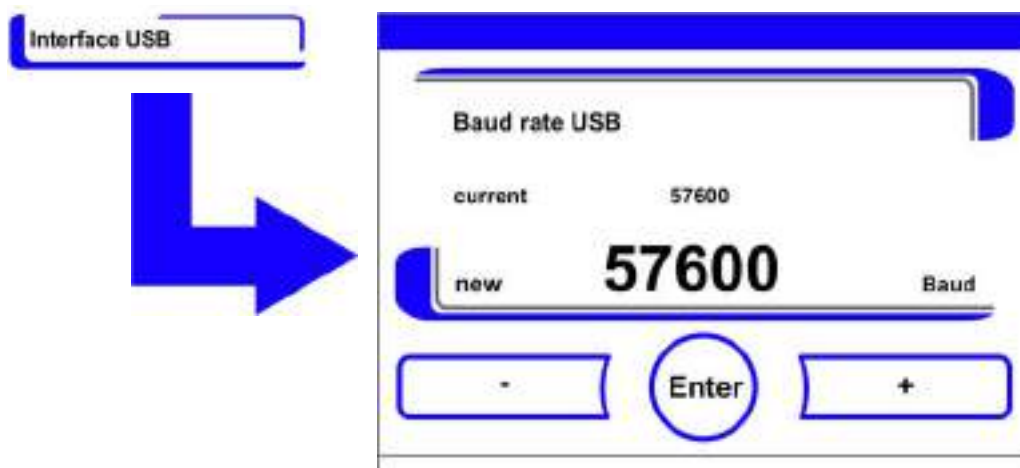 Interface USB
Baud rate USB
current 57600
new 57600 Baud
- Enter +